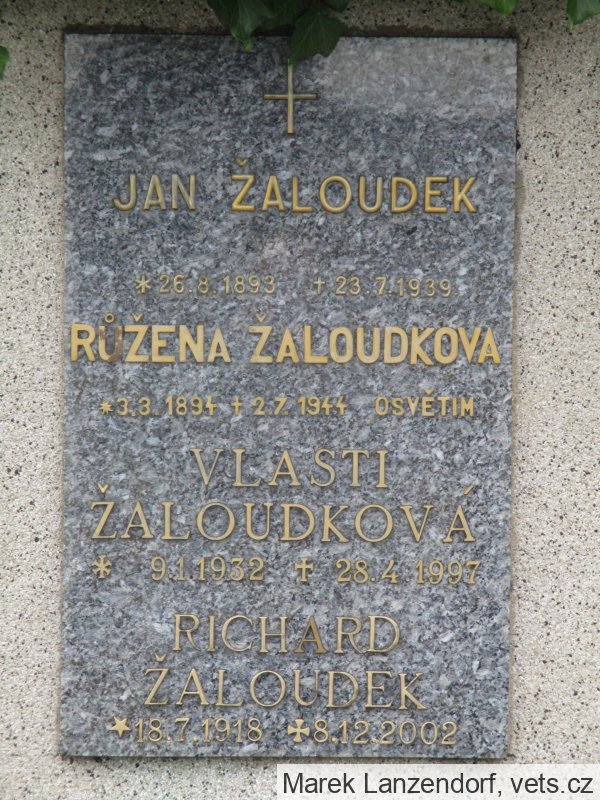 JAN ŽALOUDEK
* 26.8.1893 + 23.7.1939
RŮŽENA ŽALOUDKOVA
* 3.3.1894 + 2.7.1944 OSVĚTIM
VLASTI
ŽALOUDKOVÁ
* 9.1.1932 + 28.4.1997
RICHARD
ŽALOUDEK
* 18.7.1918 ✠ 8.12.2002
Marek Lanzendorf, vets.cz